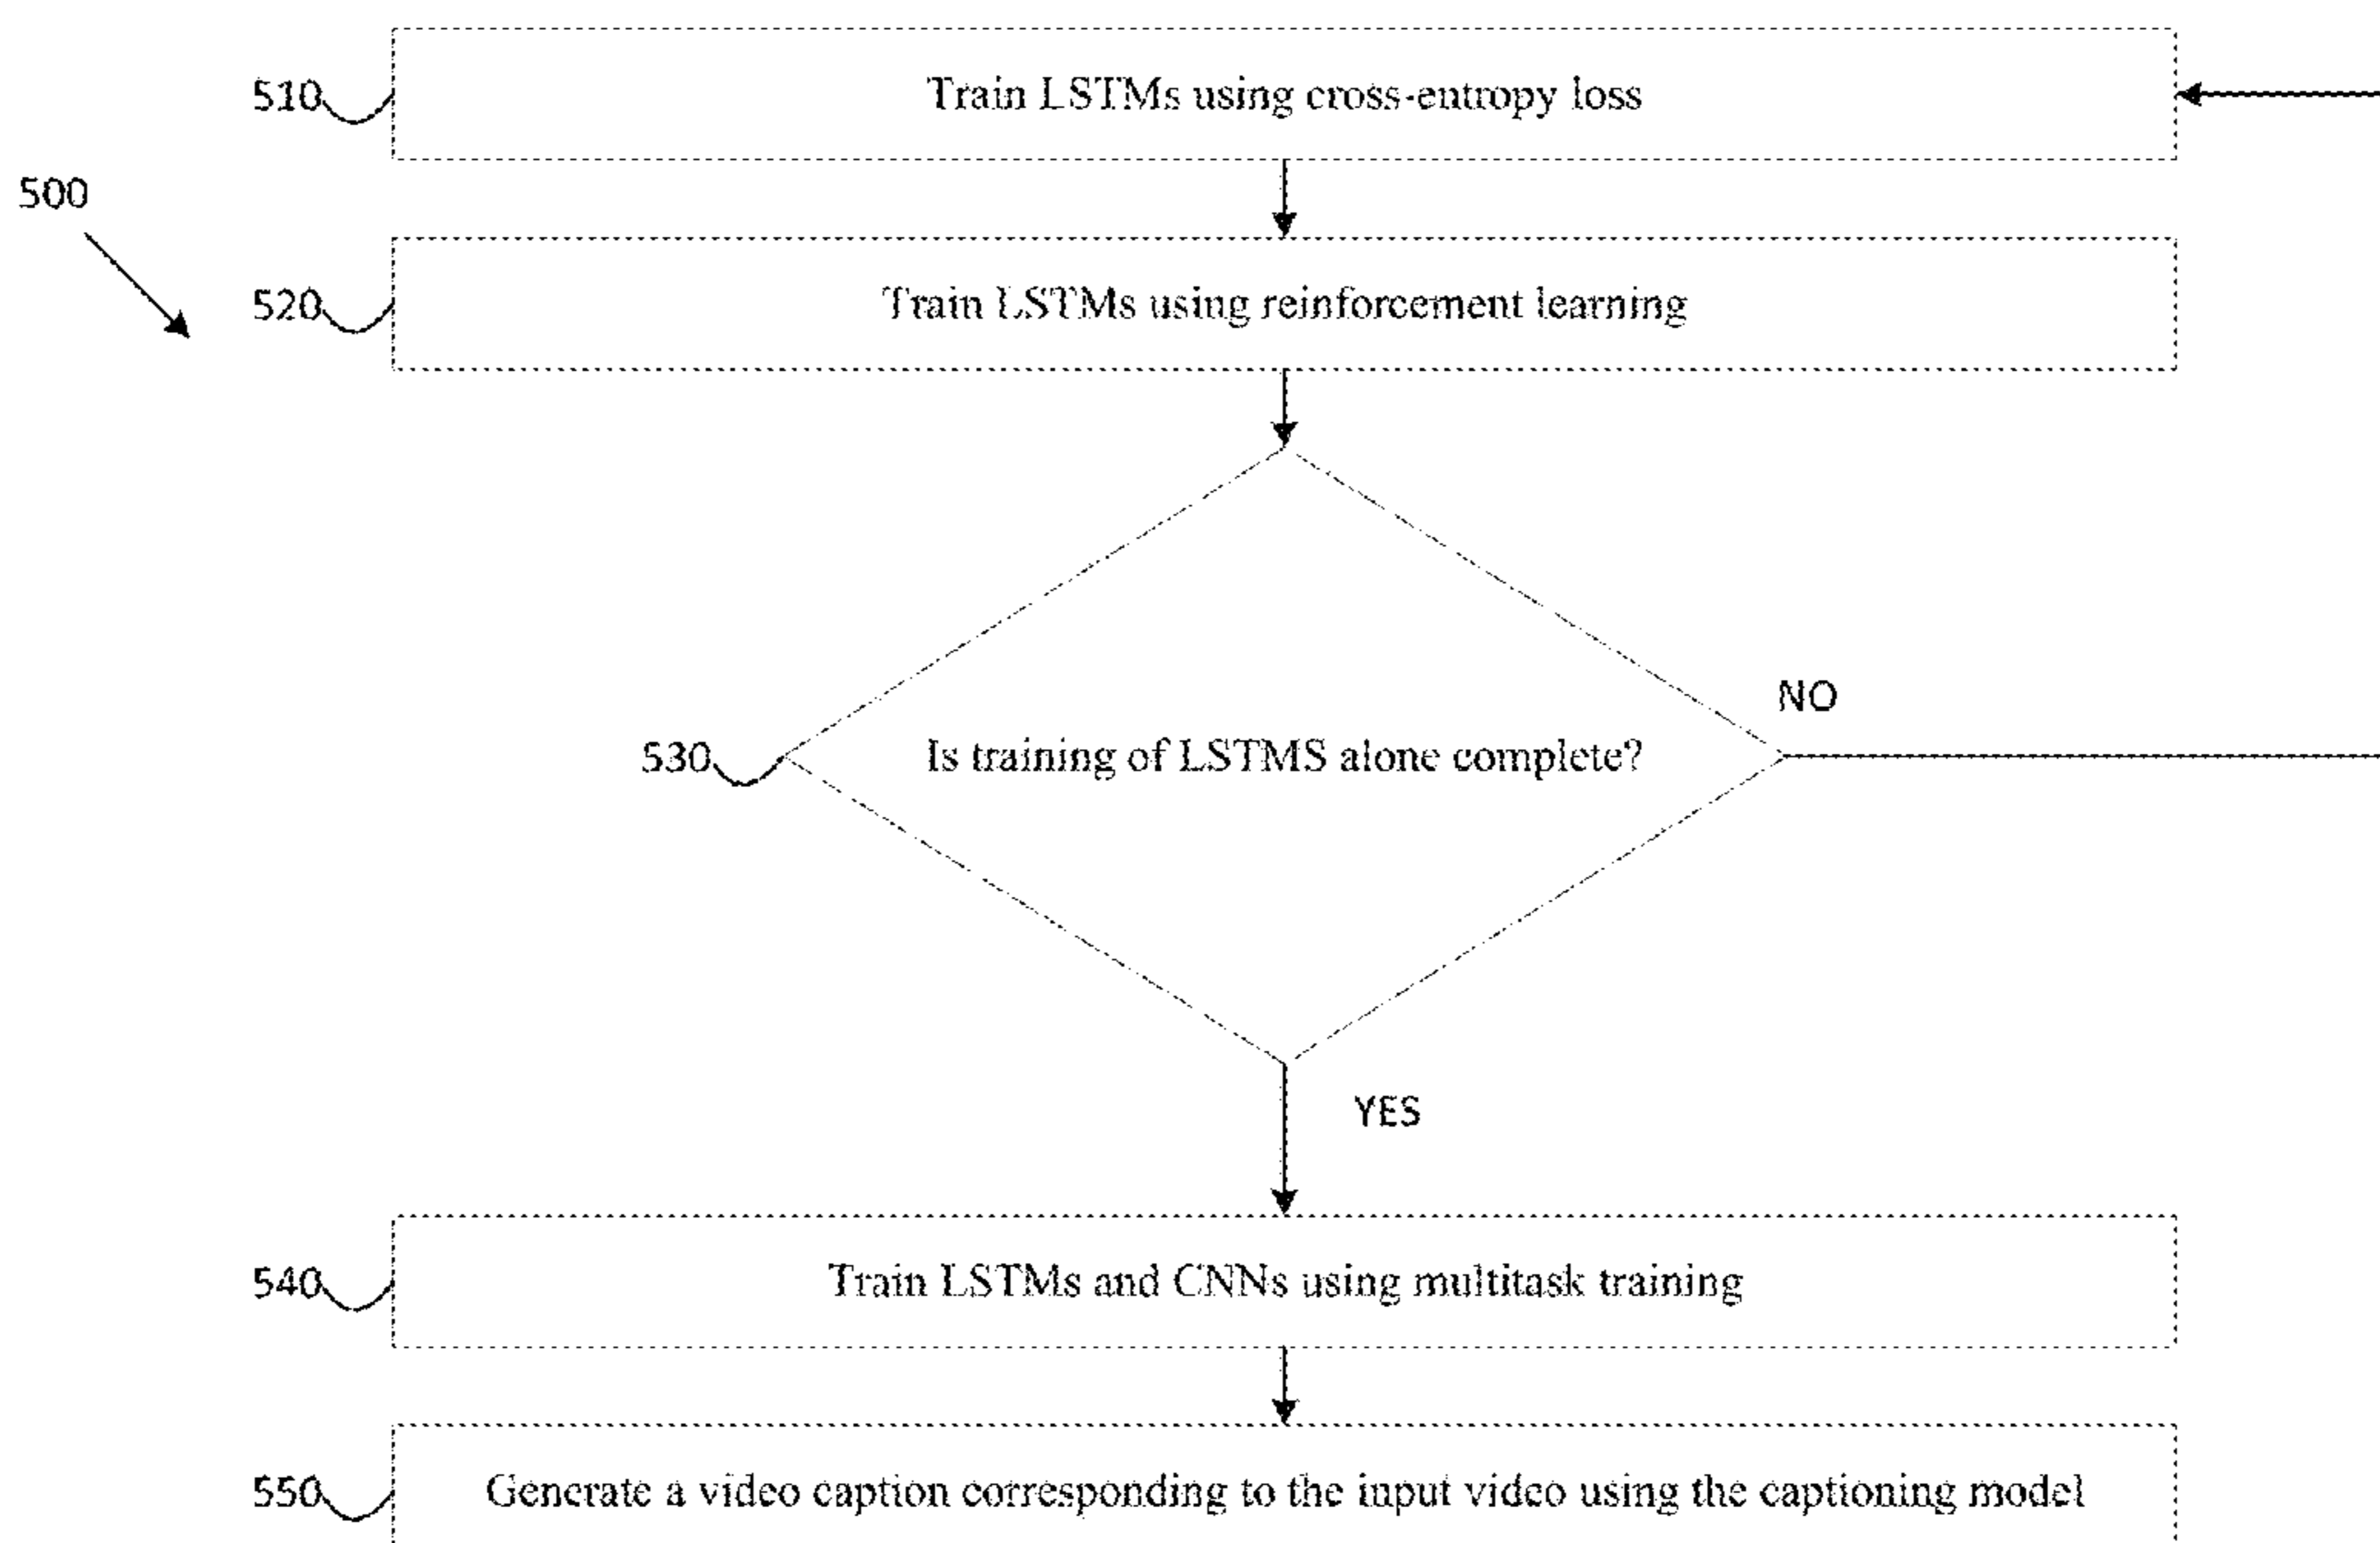 510 Train LSTMs using cross-entropy loss
500
520 Train LSTMs using reinforcement learning
NO
530 Is training of LSTMS alone complete?
YES
540 Train LSTMs and CNNs using multitask training
550 Generate a video caption corresponding to the input video using the captioning model